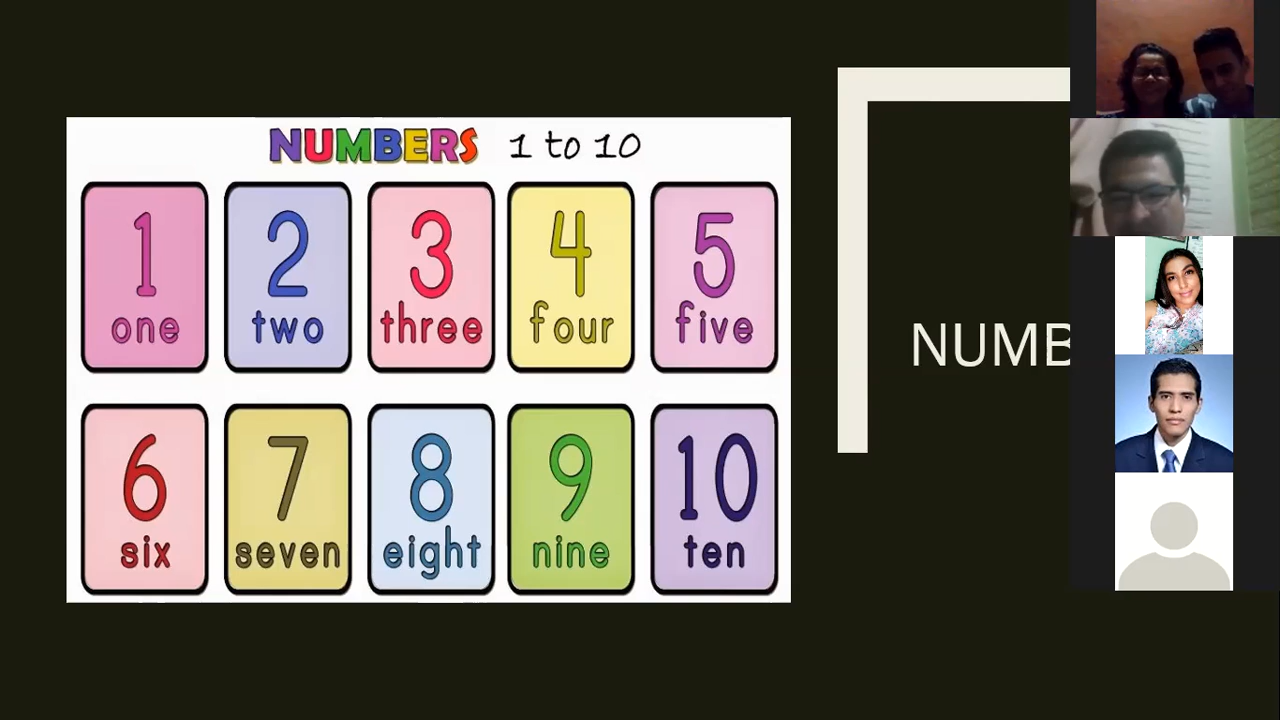 NUMBERS 1 to 10
1 2 3 4 5
one two three four five
6 7 8 9 10
six seven eight nine ten
NUMB